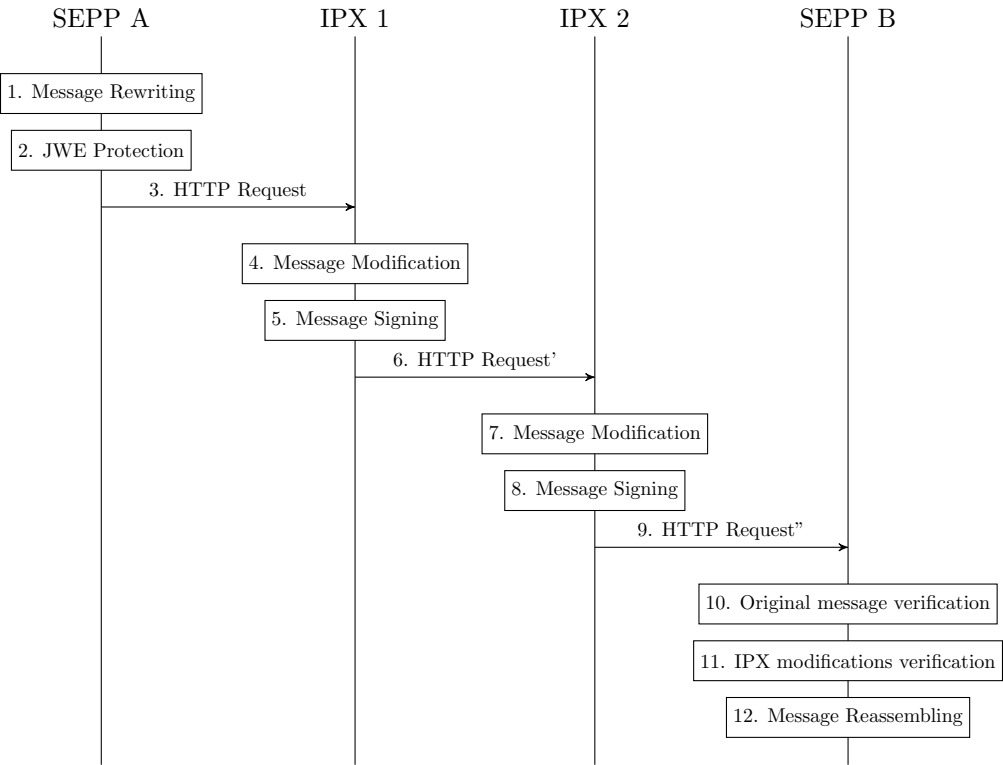 SEPP A
IPX 1
IPX 2
SEPP B
1. Message Rewriting
2. JWE Protection
3. HTTP Request
4. Message Modification
5. Message Signing
6. HTTP Request’
7. Message Modification
8. Message Signing
9. HTTP Request”
10. Original message verification
11. IPX modifications verification
12. Message Reassembling